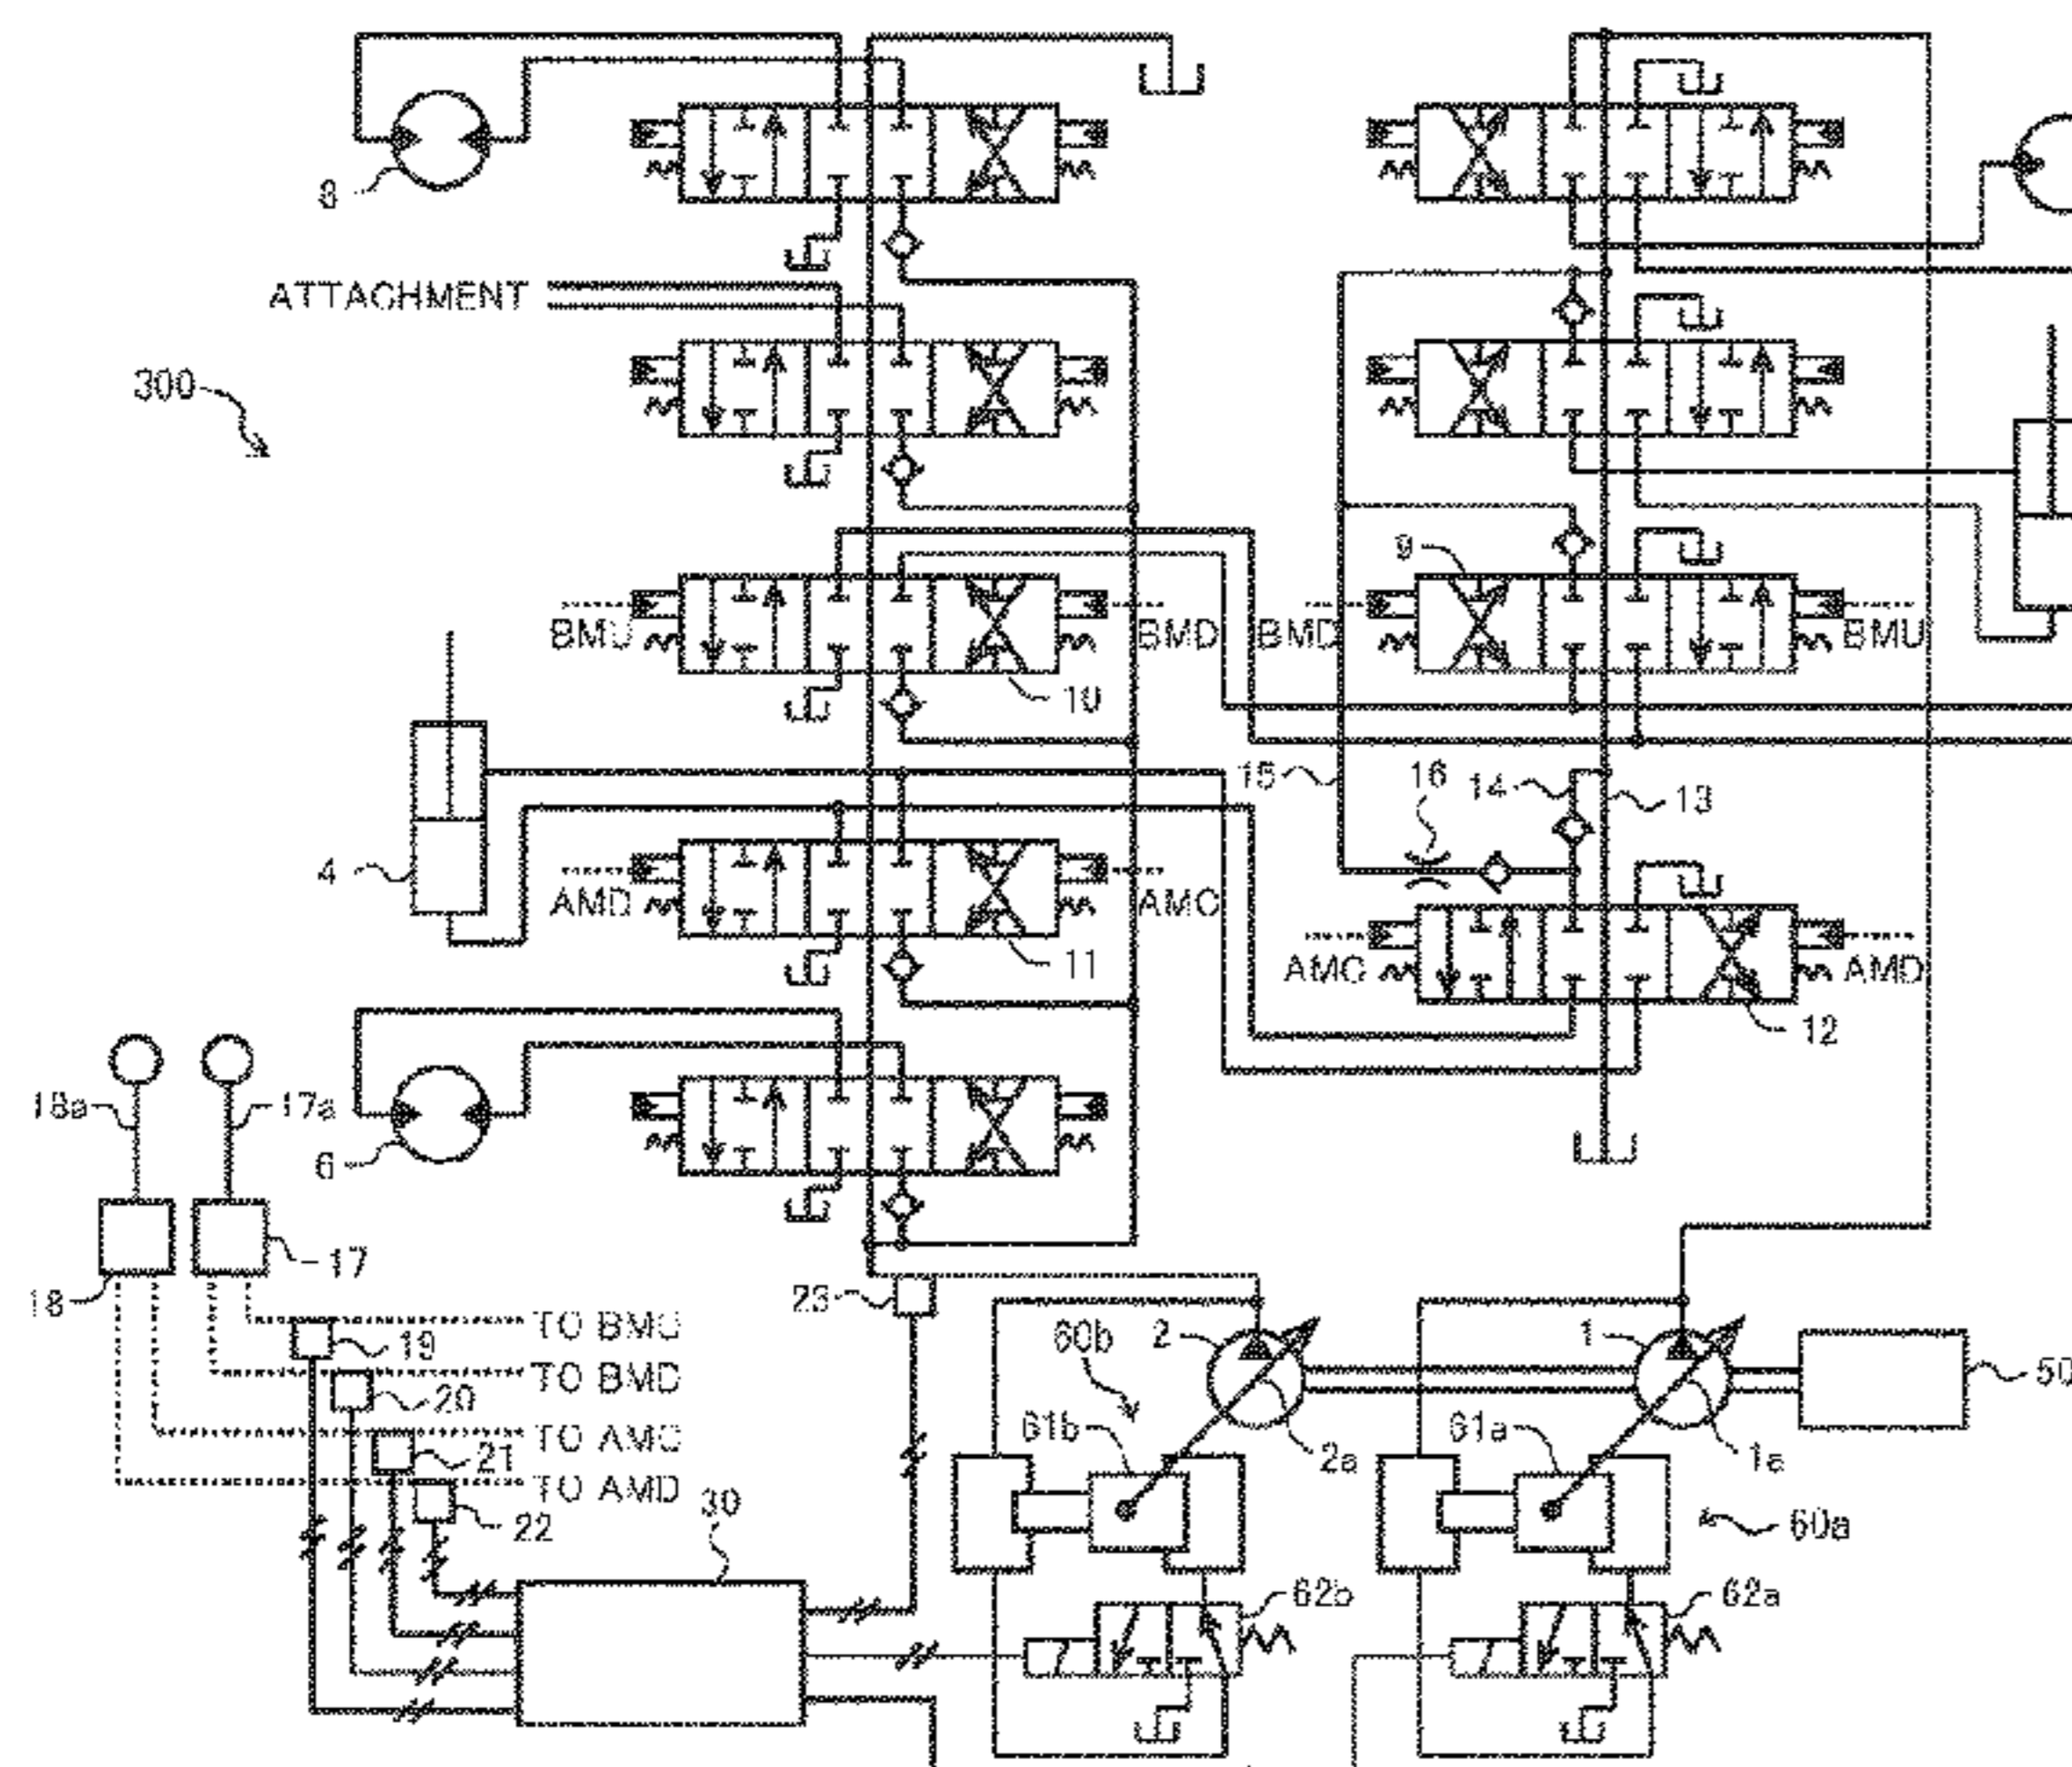 8
ATTACHMENT
300
9
BMU
BMD
BMD
BMU
10
15
16
14
13
4
AMD
AMC
11
AMC
AMD
12
18a
17a
6
17
18
23
TO BMU
19
TO BMD
20
TO AMC
21
TO AMD
22
30
60b
2
1
50
61b
2a
61a
1a
60a
62b
62a